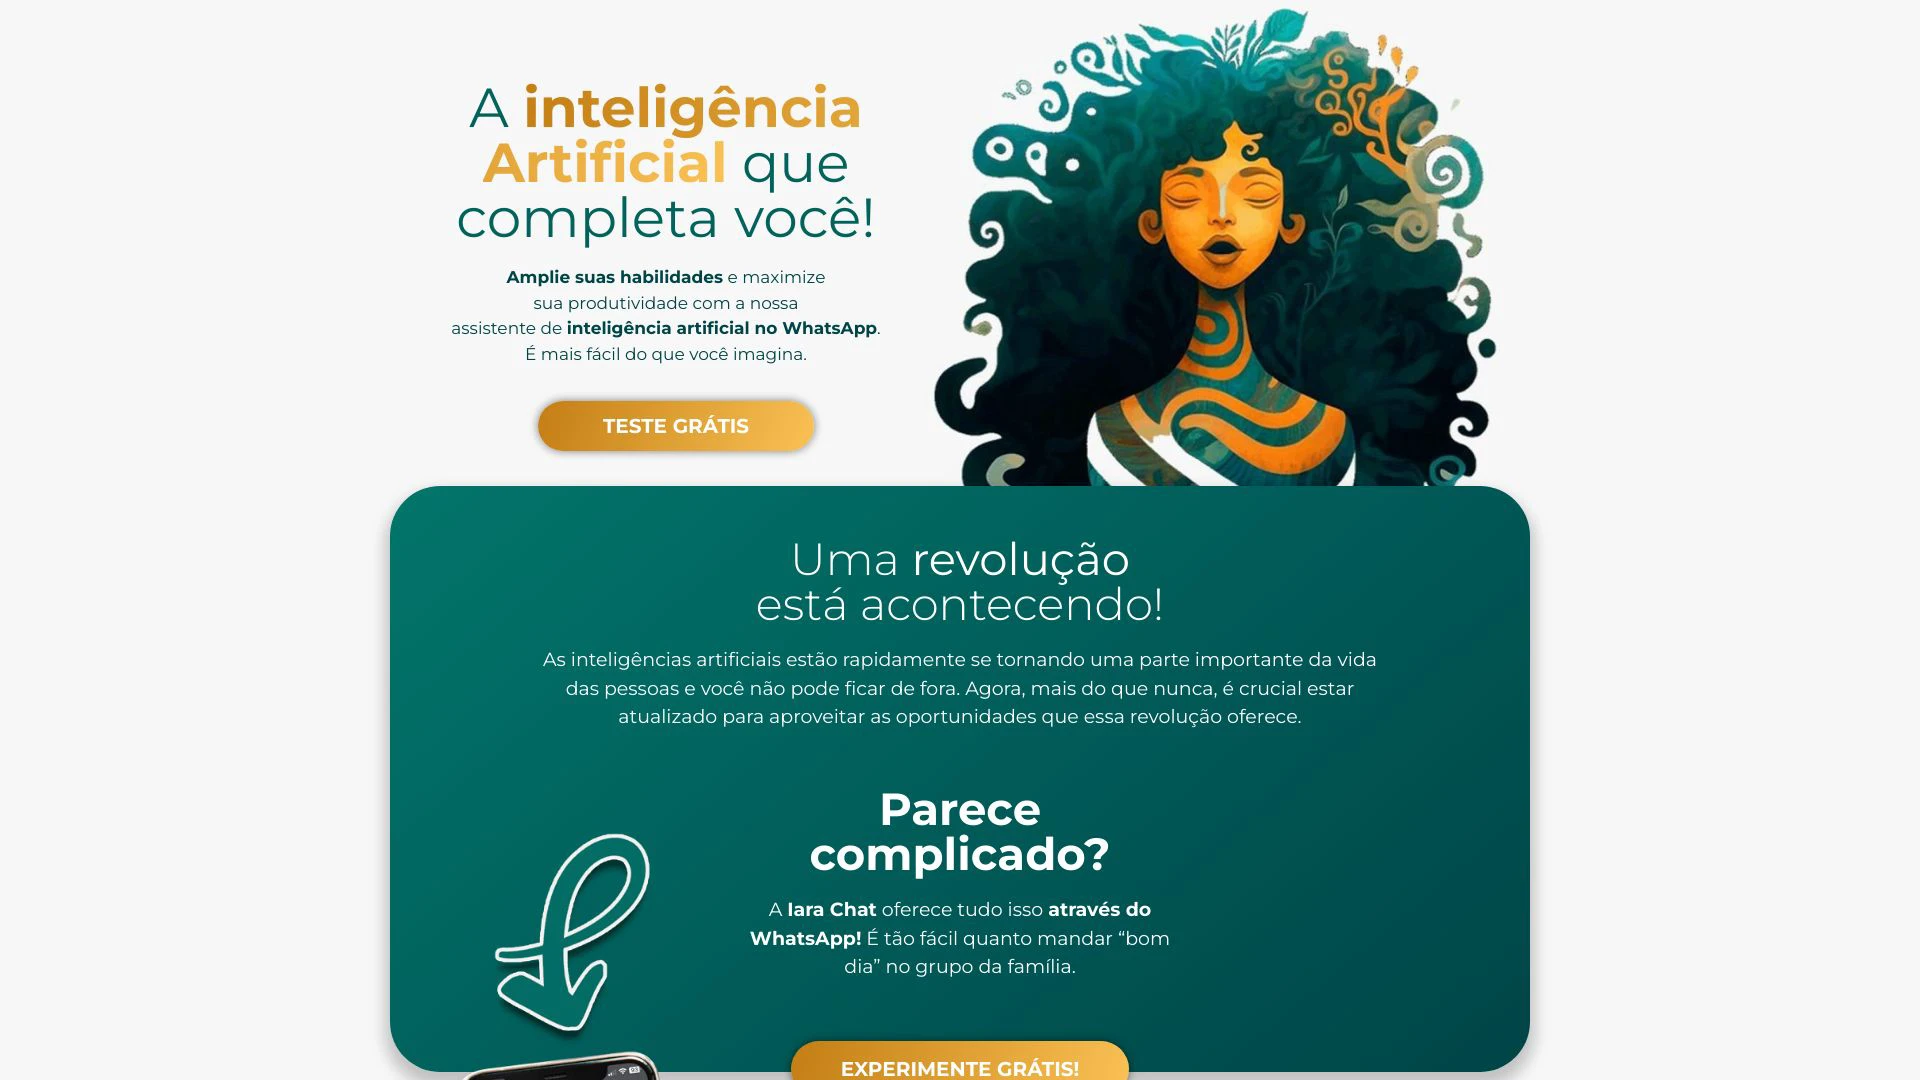 A inteligência
Artificial que
completa você!
Amplie suas habilidades e maximize
sua produtividade com a nossa
assistente de inteligência artificial no WhatsApp.
É mais fácil do que você imagina.
TESTE GRÁTIS
Uma revolução
está acontecendo!
As inteligências artificiais estão rapidamente se tornando uma parte importante da vida
das pessoas e você não pode ficar de fora. Agora, mais do que nunca, é crucial estar
atualizado para aproveitar as oportunidades que essa revolução oferece.
Parece
complicado?
A Iara Chat oferece tudo isso através do
WhatsApp! É tão fácil quanto mandar “bom
dia” no grupo da família.
EXPERIMENTE GRÁTIS!